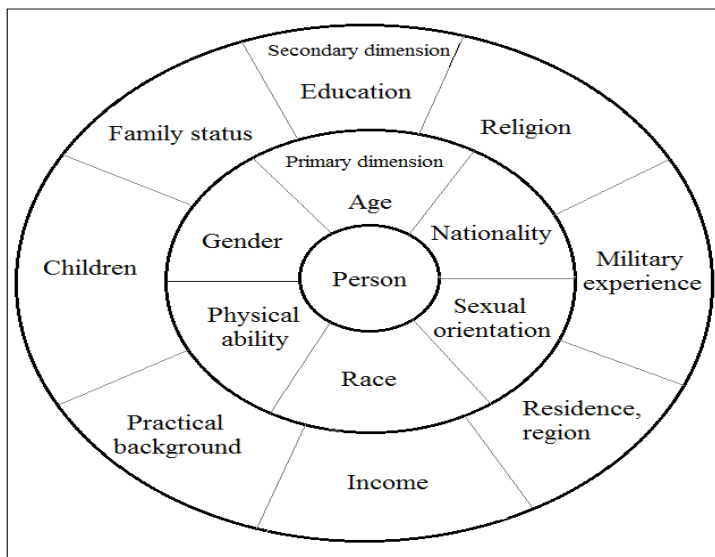 Secondary dimension
Education
Family status
Religion
Primary dimension
Age
Gender
Nationality
Children
Person
Military
experience
Physical
ability
Sexual
orientation
Race
Practical
background
Residence,
region
Income